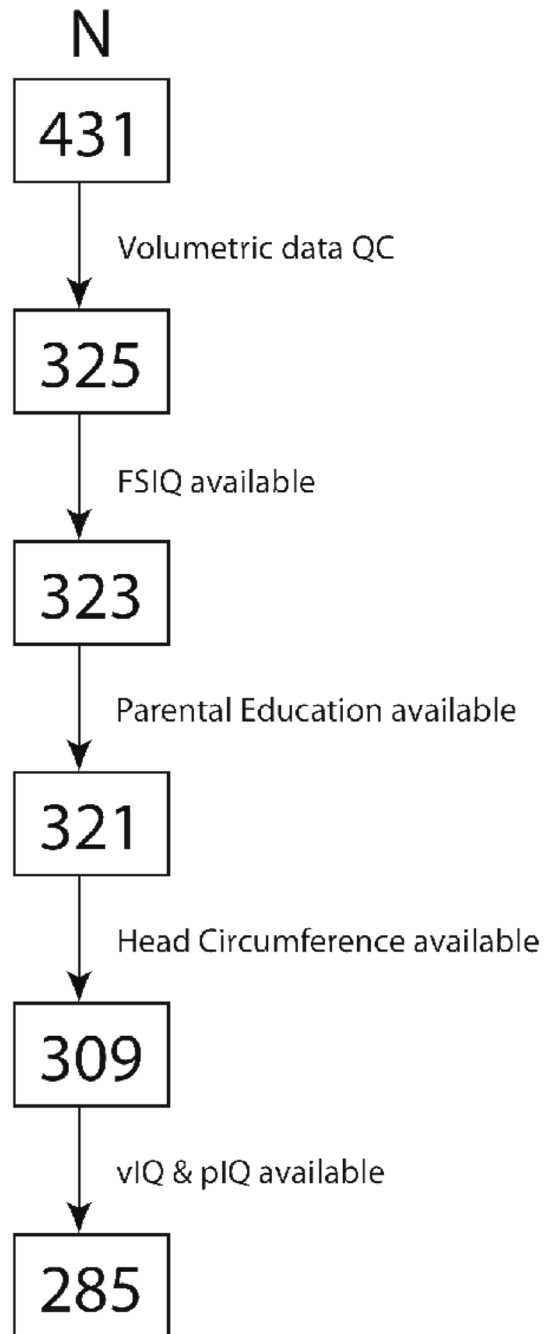 N
431
Volumetric data QC
325
FSIQ available
323
Parental Education available
321
Head Circumference available
309
vIQ & pIQ available
285